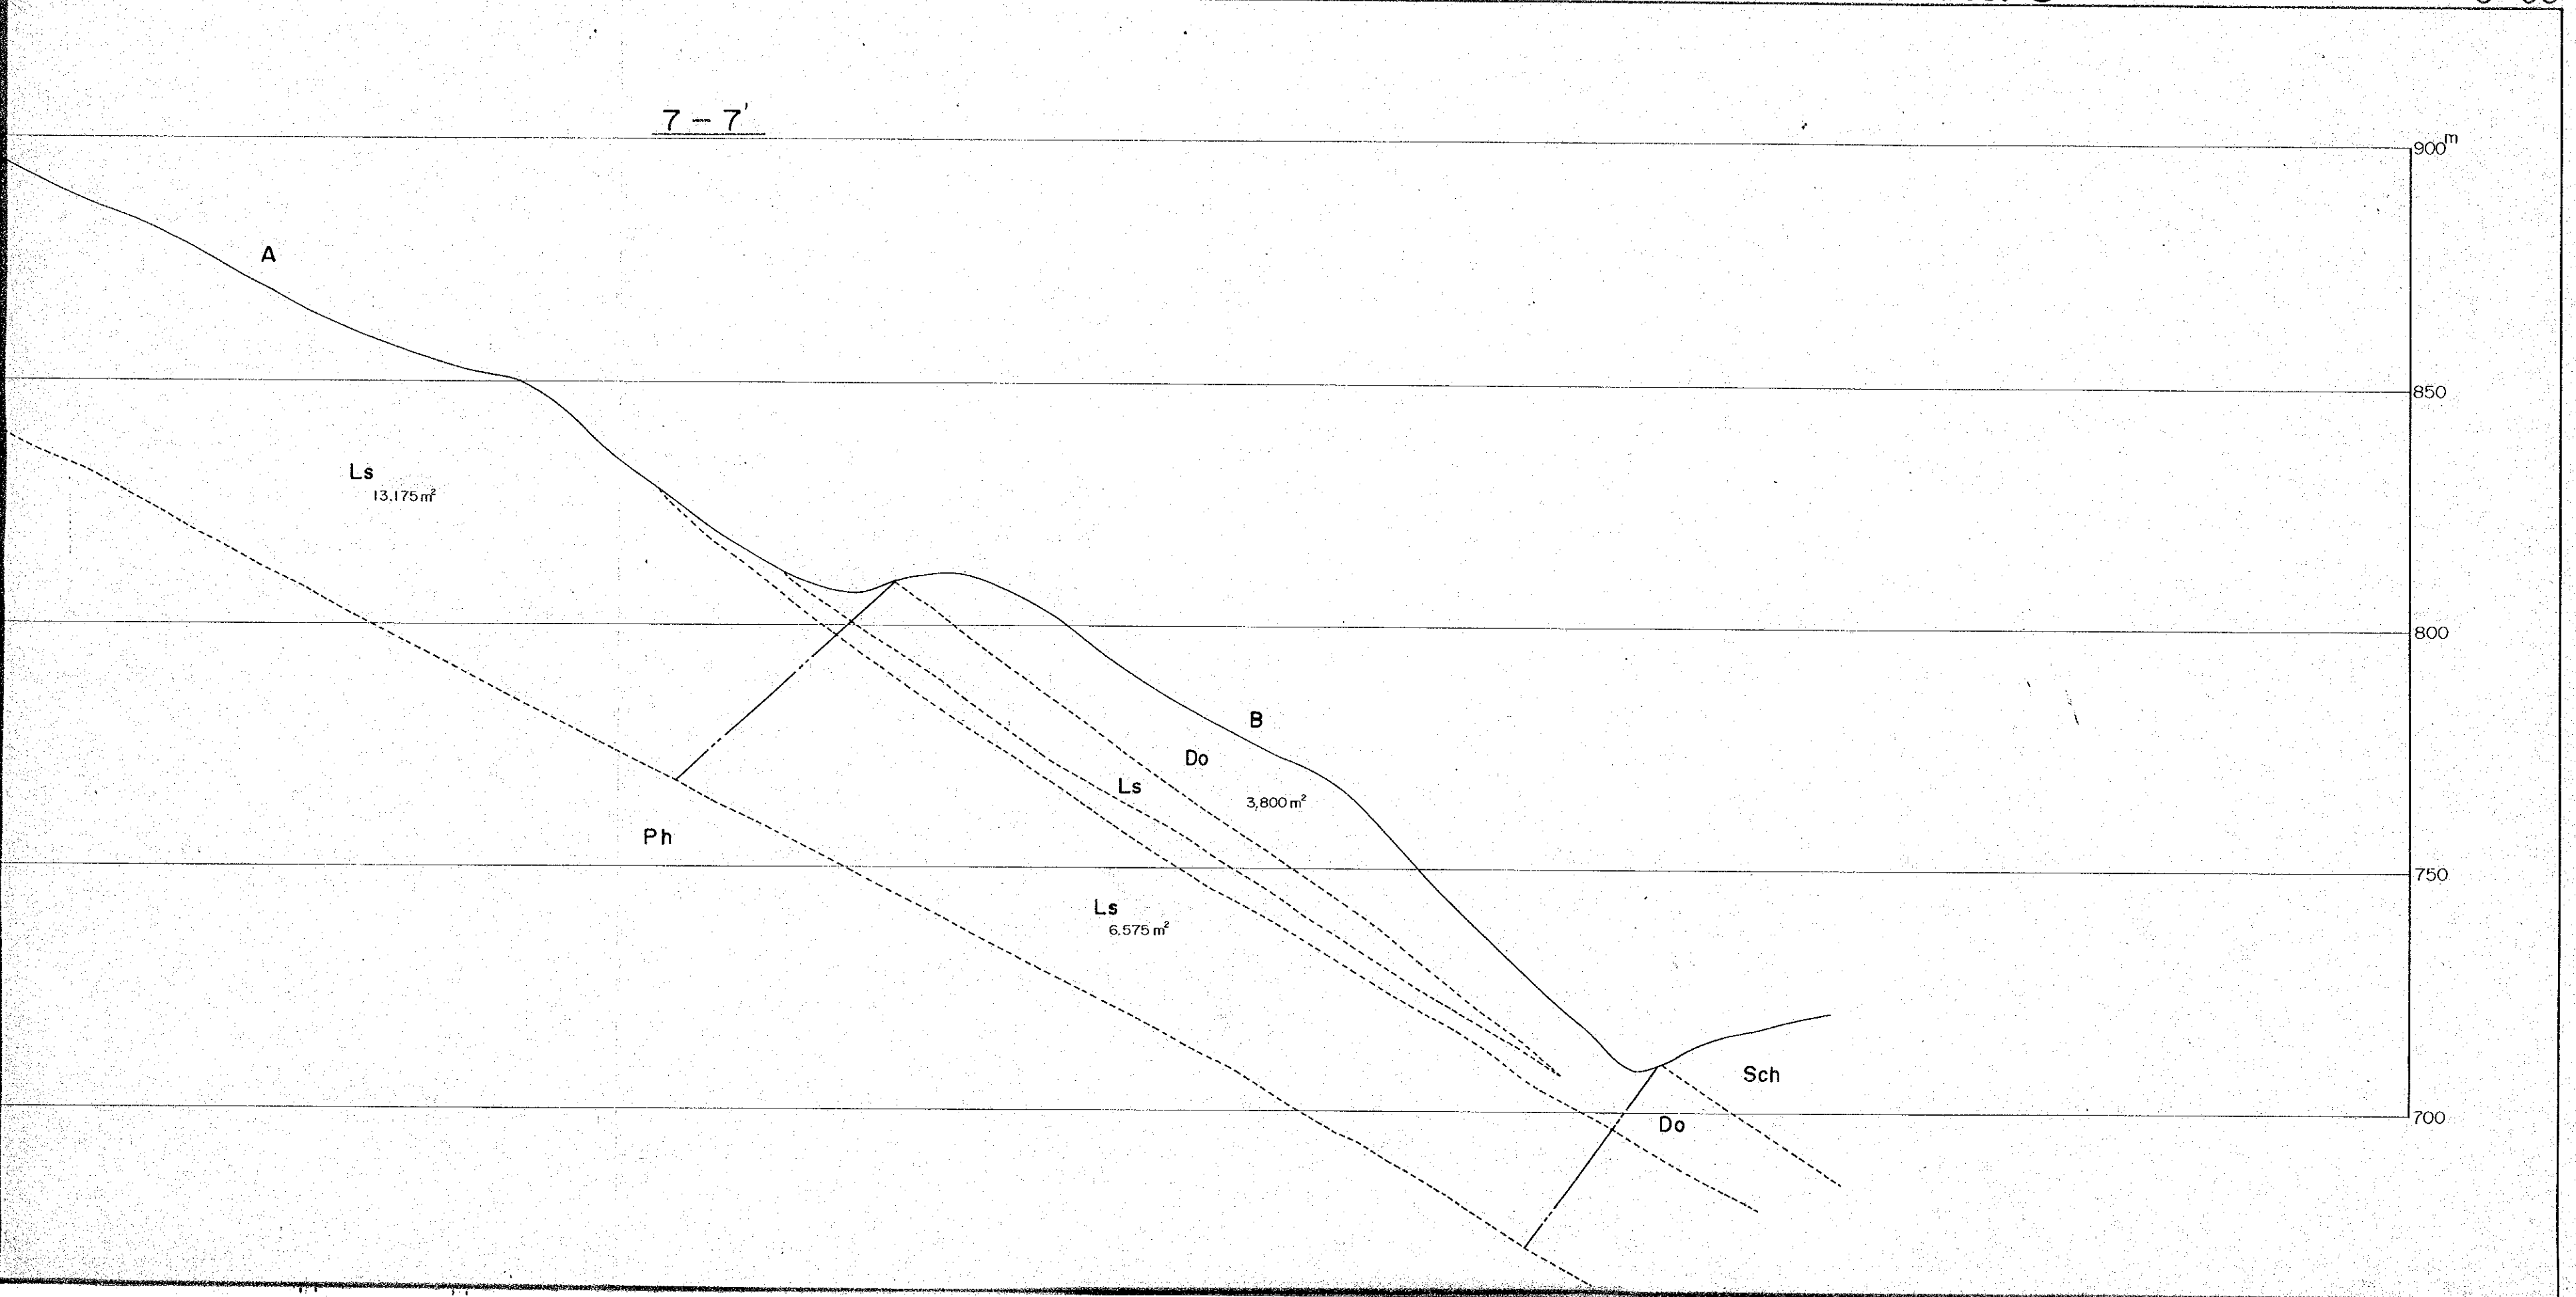 7 – 7'
900 m
A
850
Ls
13.175 m²
800
B
Do
Ls
3,800 m²
Ph
750
Ls
6.575 m²
Sch
Do
700